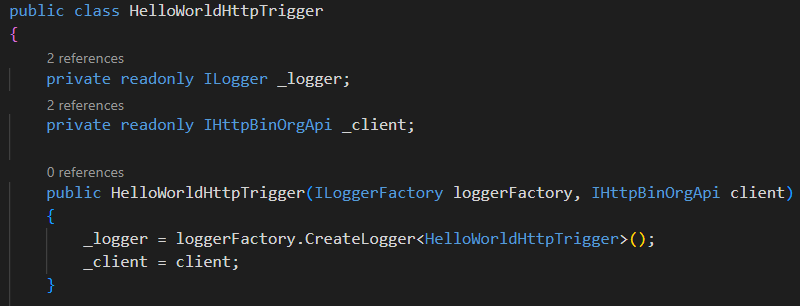 public class HelloWorldHttpTrigger
{
2 references
private readonly ILogger _logger;
2 references
private readonly IHttpBinOrgApi _client;
0 references
public HelloWorldHttpTrigger(ILoggerFactory loggerFactory, IHttpBinOrgApi client)
{
_logger = loggerFactory.CreateLogger<HelloWorldHttpTrigger>();
_client = client;
}